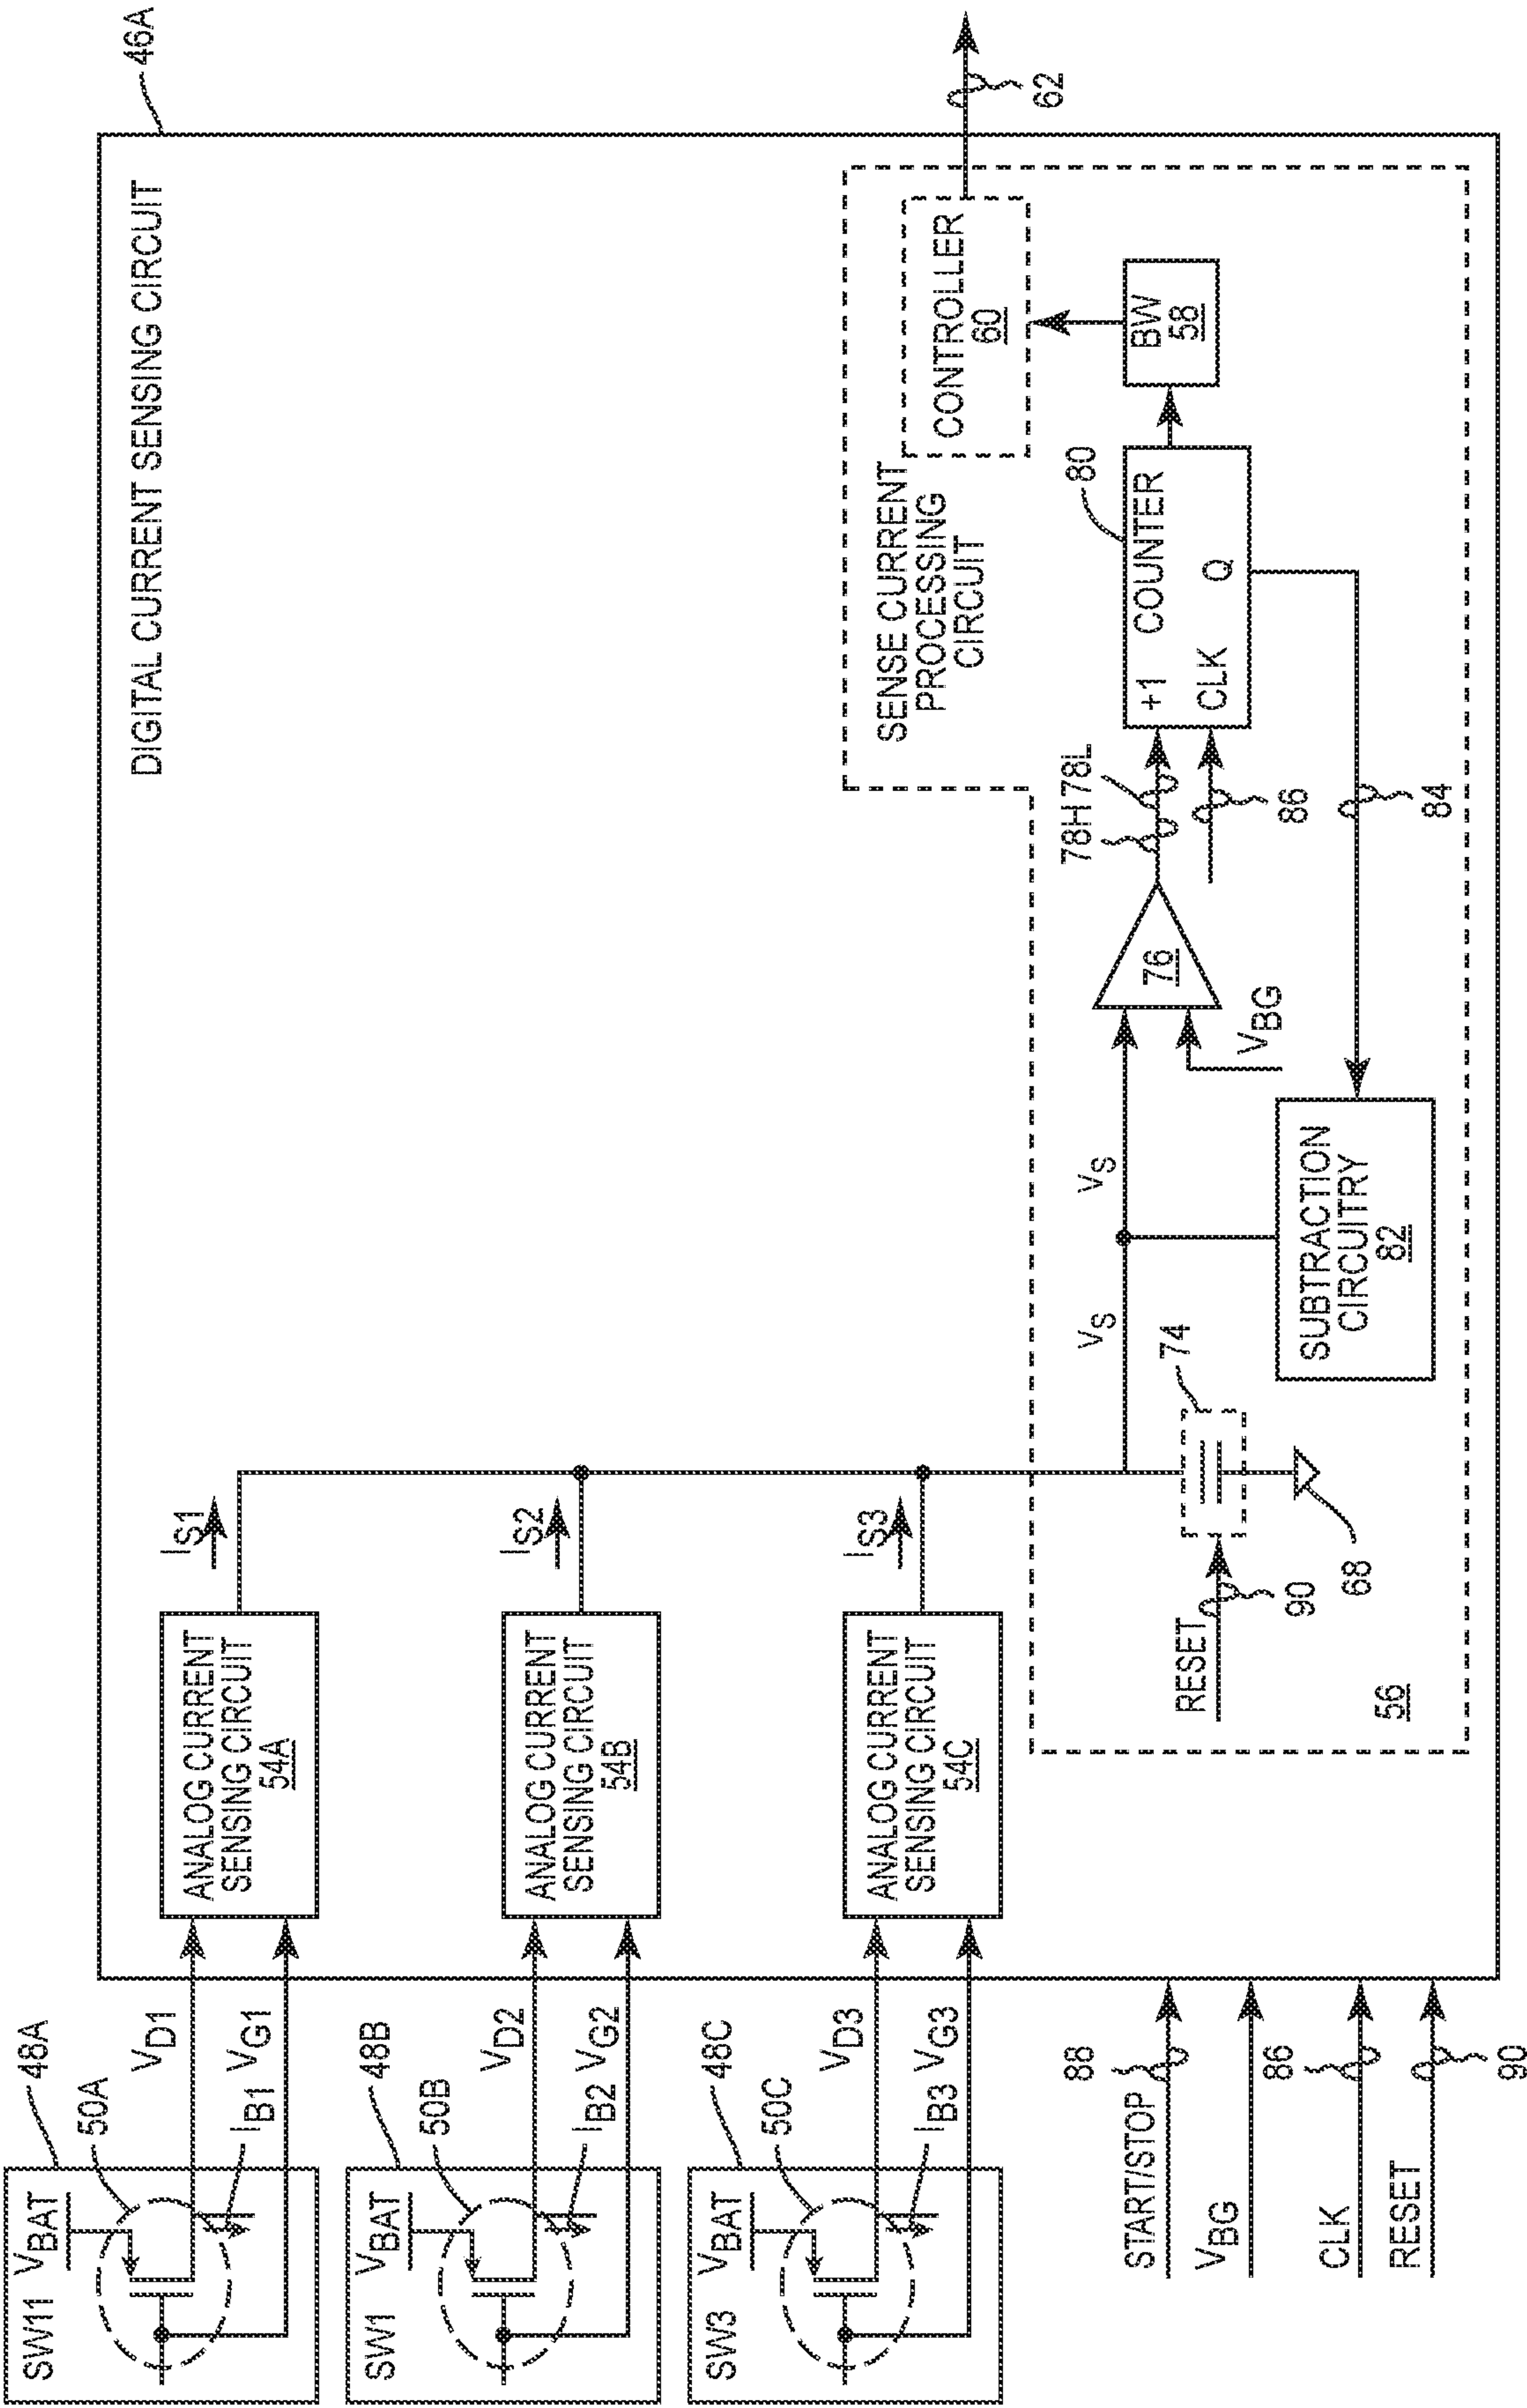 DIGITAL CURRENT SENSING CIRCUIT
46A
48A
SW11
VBAT
50A
IB1
VD1
VG1
ANALOG CURRENT
SENSING CIRCUIT
54A
IS1
48B
SW1
VBAT
50B
IB2
VD2
VG2
ANALOG CURRENT
SENSING CIRCUIT
54B
IS2
48C
SW3
VBAT
50C
IB3
VD3
VG3
ANALOG CURRENT
SENSING CIRCUIT
54C
IS3
SENSE CURRENT
PROCESSING
CIRCUIT
CONTROLLER
60
62
BW
58
80
+1 COUNTER
CLK Q
78H 78L
86
84
76
VBG
VS
VS
SUBTRACTION
CIRCUITRY
82
74
RESET
90
68
56
START/STOP
88
VBG
CLK
86
RESET
90